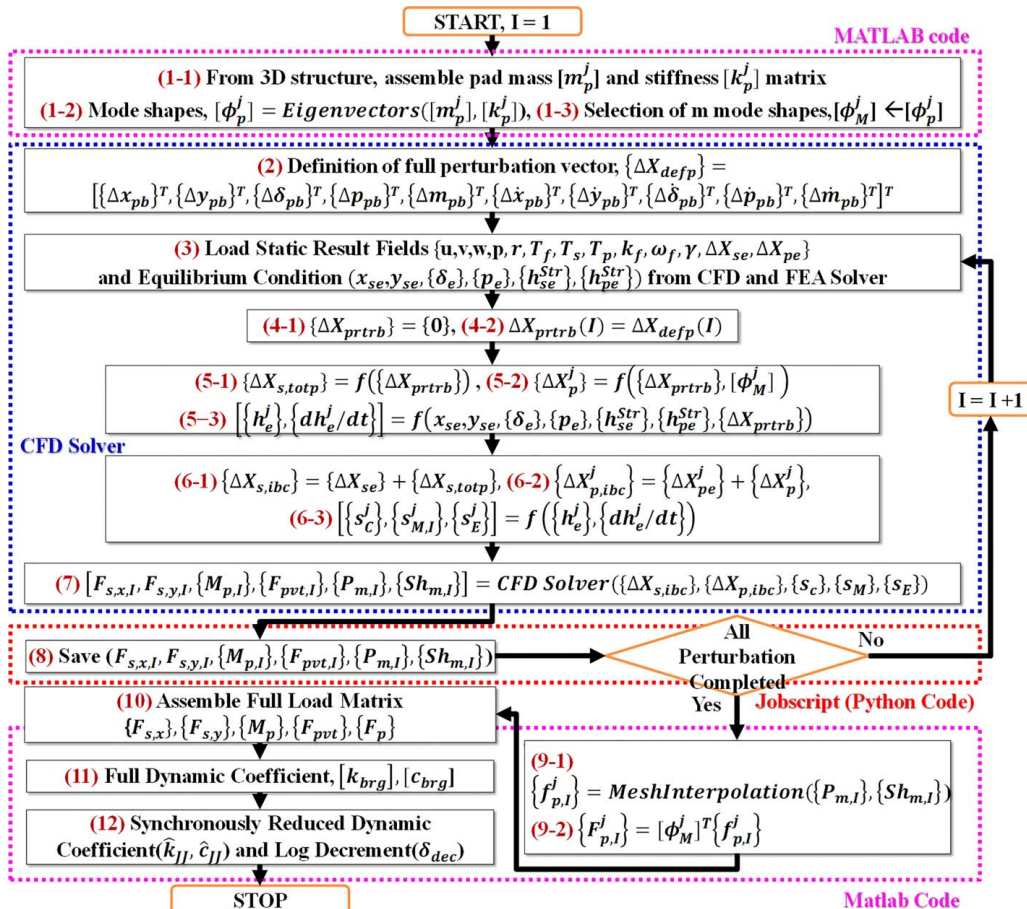 START, I = 1
MATLAB code
(1-1) From 3D structure, assemble pad mass [m_p^j] and stiffness [k_p^j] matrix
(1-2) Mode shapes, [ϕ_p^j] = Eigenvectors([m_p^j], [k_p^j]), (1-3) Selection of m mode shapes,[ϕ_M^j] ←[ϕ_p^j]
(2) Definition of full perturbation vector, {ΔX_defp} =
[{Δx_pb}^T, {Δy_pb}^T, {Δδ_pb}^T, {Δp_pb}^T, {Δm_pb}^T, {Δẋ_pb}^T, {Δẏ_pb}^T, {Δδ̇_pb}^T, {Δṗ_pb}^T, {Δṁ_pb}^T]^T
(3) Load Static Result Fields {u,v,w,p, r, T_f, T_s, T_p, k_f, ω_f, γ, ΔX_se, ΔX_pe}
and Equilibrium Condition (x_se, y_se, {δ_e}, {p_e}, {h_se^Str}, {h_pe^Str}) from CFD and FEA Solver
(4-1) {ΔX_prtrb} = {0}, (4-2) ΔX_prtrb(I) = ΔX_defp(I)
(5-1) {ΔX_s,totp} = f({ΔX_prtrb}) , (5-2) {ΔX_p^j} = f({ΔX_prtrb}, [ϕ_M^j] )
(5−3) [{h_e^j}, {dh_e^j/dt}] = f(x_se, y_se, {δ_e}, {p_e}, {h_se^Str}, {h_pe^Str}, {ΔX_prtrb})
I = I +1
CFD Solver
(6-1) {ΔX_s,ibc} = {ΔX_se} + {ΔX_s,totp}, (6-2) {ΔX_p,ibc^j} = {ΔX_pe^j} + {ΔX_p^j},
(6-3) [{s_C^j}, {s_M,I^j}, {s_E^j}] = f ({h_e^j}, {dh_e^j/dt})
(7) [F_s,x,I, F_s,y,I, {M_p,I}, {F_pvt,I}, {P_m,I}, {Sh_m,I}] = CFD Solver({ΔX_s,ibc}, {ΔX_p,ibc}, {s_c}, {s_M}, {s_E})
(8) Save (F_s,x,I, F_s,y,I, {M_p,I}, {F_pvt,I}, {P_m,I}, {Sh_m,I})
All
Perturbation
Completed
No
Yes
Jobscript (Python Code)
(10) Assemble Full Load Matrix
{F_s,x}, {F_s,y}, {M_p}, {F_pvt}, {F_p}
(11) Full Dynamic Coefficient, [k_brg], [c_brg]
(12) Synchronously Reduced Dynamic
Coefficient(k̂_JJ, ĉ_JJ) and Log Decrement(δ_dec)
(9-1)
{f_p,I^j} = MeshInterpolation({P_m,I}, {Sh_m,I})
(9-2) {F_p,I^j} = [ϕ_M^j]^T {f_p,I^j}
STOP
Matlab Code